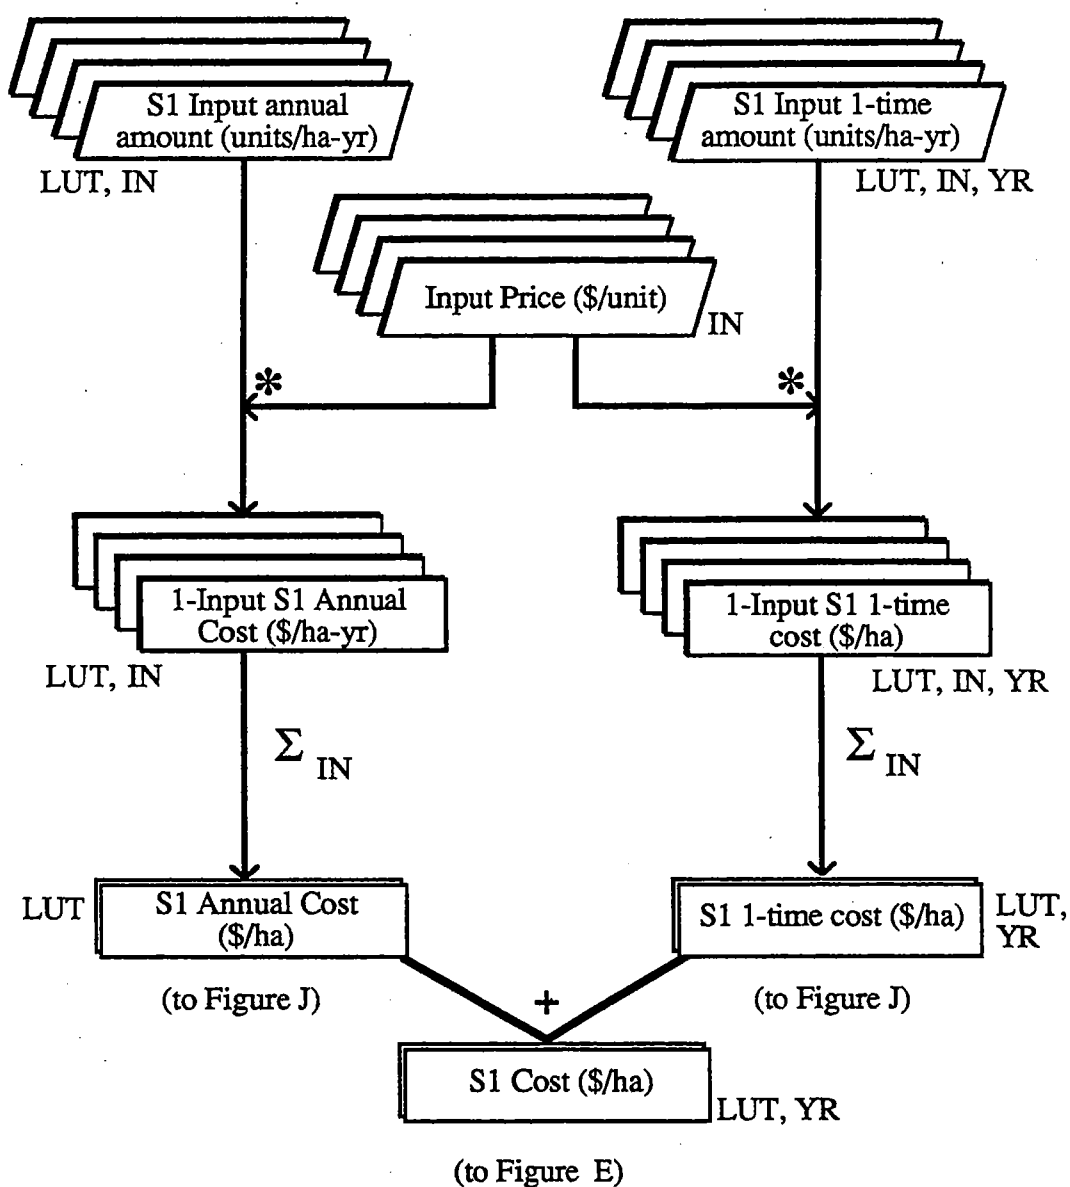 S1 Input annual
amount (units/ha-yr)
LUT, IN
S1 Input 1-time
amount (units/ha-yr)
LUT, IN, YR
Input Price ($/unit)
IN
*
*
1-Input S1 Annual
Cost ($/ha-yr)
LUT, IN
1-Input S1 1-time
cost ($/ha)
LUT, IN, YR
Σ IN
Σ IN
LUT
S1 Annual Cost
($/ha)
(to Figure J)
S1 1-time cost ($/ha)
LUT,
YR
(to Figure J)
+
S1 Cost ($/ha)
LUT, YR
(to Figure E)